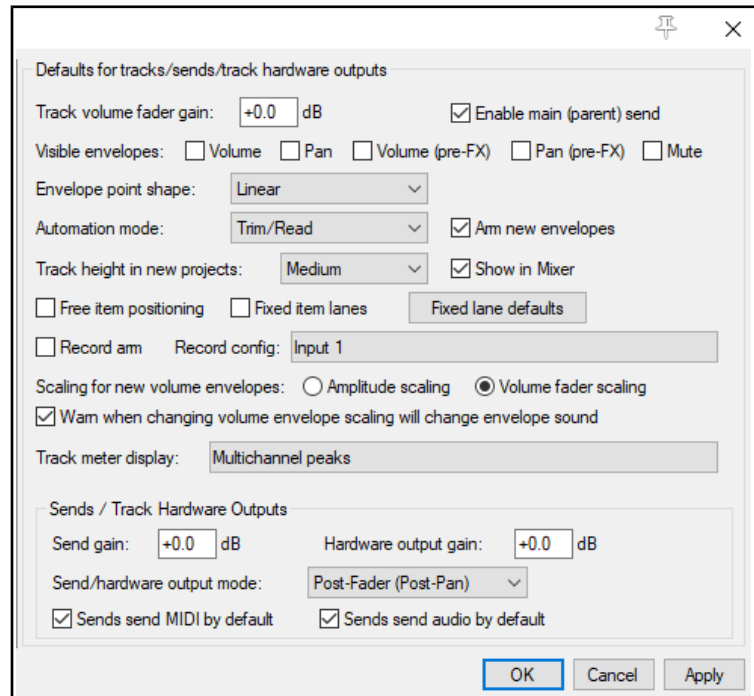 Defaults for tracks/sends/track hardware outputs
Track volume fader gain: +0.0 dB Enable main (parent) send
Visible envelopes: Volume Pan Volume (pre-FX) Pan (pre-FX) Mute
Envelope point shape: Linear
Automation mode: Trim/Read Arm new envelopes
Track height in new projects: Medium Show in Mixer
Free item positioning Fixed item lanes Fixed lane defaults
Record arm Record config: Input 1
Scaling for new volume envelopes: Amplitude scaling Volume fader scaling
Warn when changing volume envelope scaling will change envelope sound
Track meter display: Multichannel peaks
Sends / Track Hardware Outputs
Send gain: +0.0 dB Hardware output gain: +0.0 dB
Send/hardware output mode: Post-Fader (Post-Pan)
Sends send MIDI by default Sends send audio by default
OK Cancel Apply